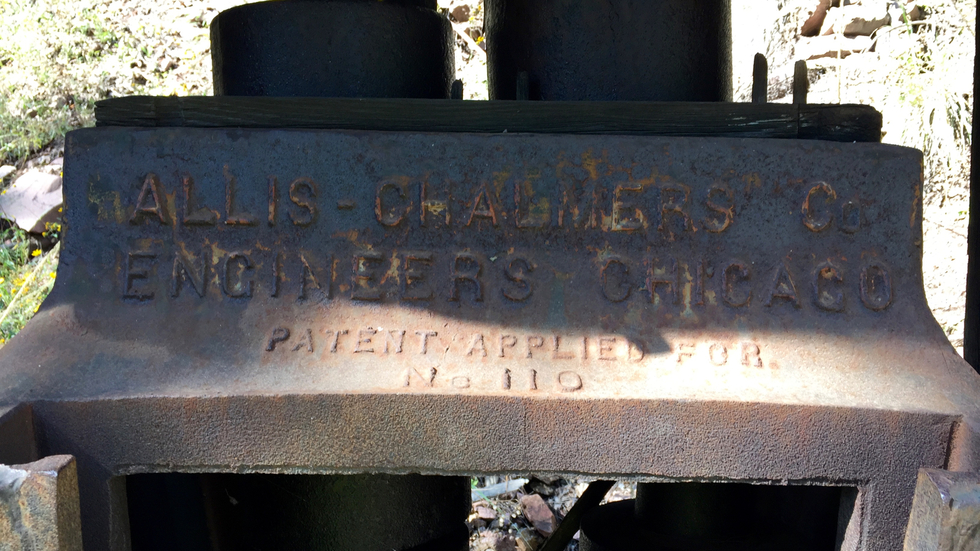 ALLIS-CHALMERS Co
ENGINEERS CHICAGO
PATENT APPLIED FOR.
No 110